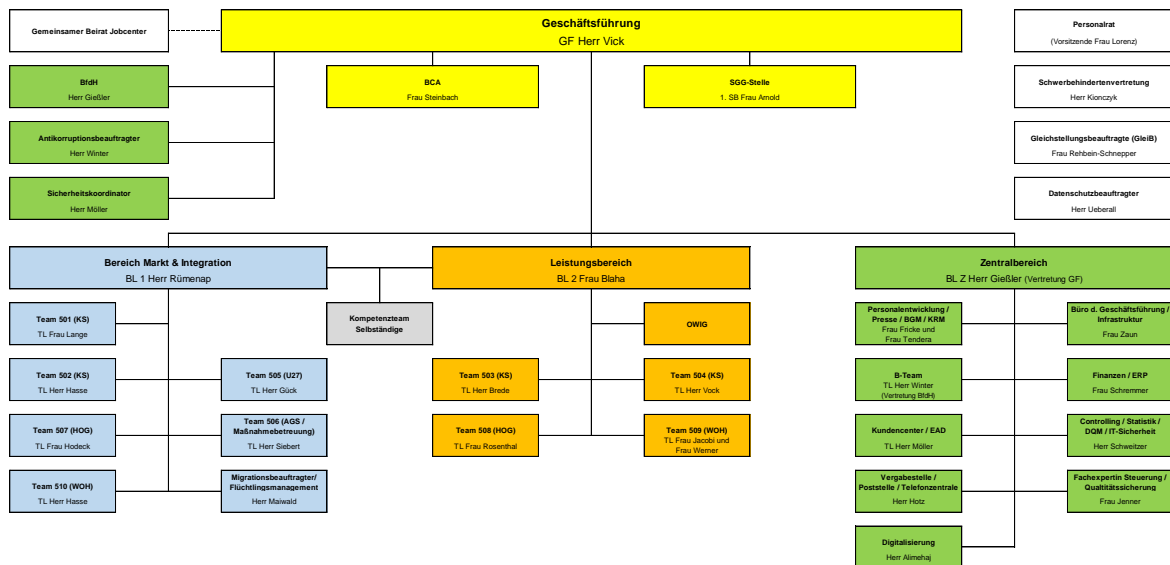 Gemeinsamer Beirat Jobcenter
Geschäftsführung
GF Herr Vick
Personalrat
(Vorsitzende Frau Lorenz)
BfdH
Herr Gießler
BCA
Frau Steinbach
SGG-Stelle
1. SB Frau Arnold
Schwerbehindertenvertretung
Herr Kionczyk
Antikorruptionsbeauftragter
Herr Winter
Gleichstellungsbeauftragte (GleiB)
Frau Rehbein-Schnepper
Sicherheitskoordinator
Herr Möller
Datenschutzbeauftragter
Herr Ueberall
Bereich Markt & Integration
BL 1 Herr Rümenap
Leistungsbereich
BL 2 Frau Blaha
Zentralbereich
BL Z Herr Gießler (Vertretung GF)
Team 501 (KS)
TL Frau Lange
Kompetenzteam
Selbständige
OWIG
Personalentwicklung /
Presse / BGM / KRM
Frau Fricke und
Frau Tendera
Büro d. Geschäftsführung /
Infrastruktur
Frau Zaun
Team 502 (KS)
TL Herr Hasse
Team 505 (U27)
TL Herr Gück
Team 503 (KS)
TL Herr Brede
Team 504 (KS)
TL Herr Vock
B-Team
TL Herr Winter
(Vertretung BfdH)
Finanzen / ERP
Frau Schremmer
Team 507 (HOG)
TL Frau Hodeck
Team 506 (AGS /
Maßnahmebetreuung)
TL Herr Siebert
Team 508 (HOG)
TL Frau Rosenthal
Team 509 (WOH)
TL Frau Jacobi und
Frau Werner
Kundencenter / EAD
TL Herr Möller
Controlling / Statistik /
DQM / IT-Sicherheit
Herr Schweitzer
Team 510 (WOH)
TL Herr Hasse
Migrationsbeauftragter/
Flüchtlingsmanagement
Herr Maiwald
Vergabestelle /
Poststelle / Telefonzentrale
Herr Hotz
Fachexpertin Steuerung /
Qualtitätssicherung
Frau Jenner
Digitalisierung
Herr Alimehaj